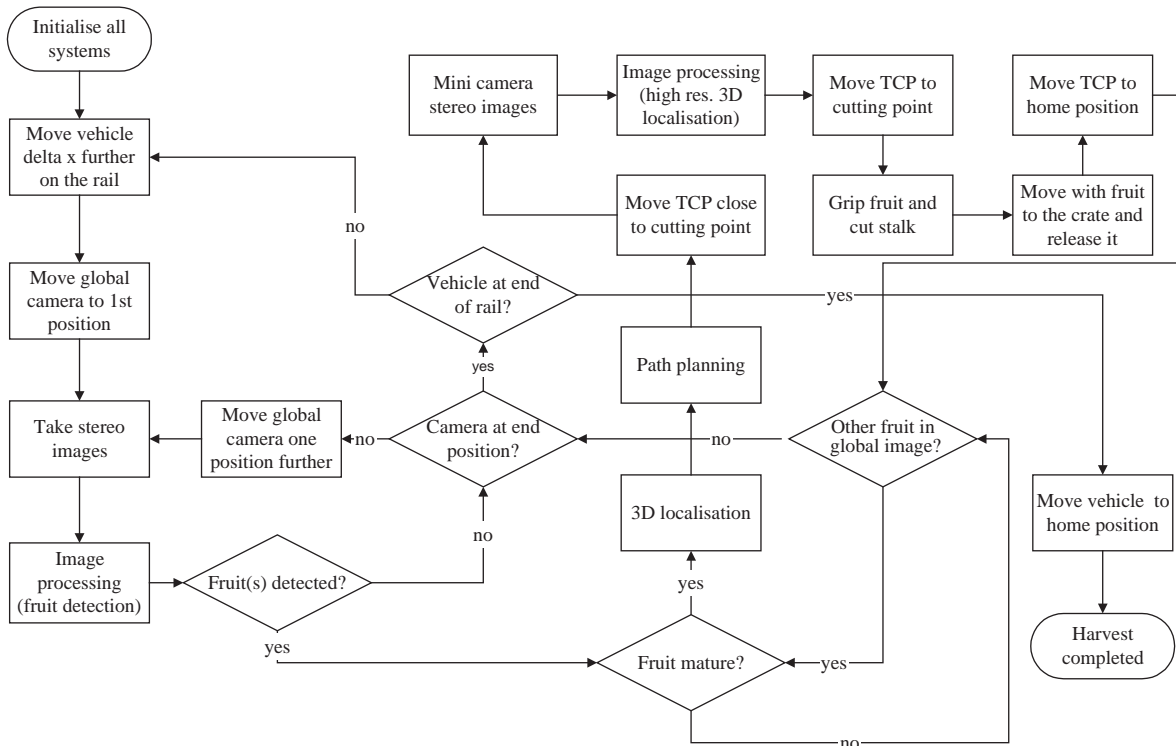 Initialise all
systems
Move vehicle
delta x further
on the rail
Move global
camera to 1st
position
Take stereo
images
Image
processing
(fruit detection)
Fruit(s) detected?
yes
no
Camera at end
position?
no
Move global
camera one
position further
yes
Vehicle at end
of rail?
no
yes
Move vehicle to
home position
Harvest
completed
Fruit mature?
yes
no
3D localisation
Path planning
Move TCP close
to cutting point
Mini camera
stereo images
Image processing
(high res. 3D
localisation)
Move TCP to
cutting point
Grip fruit and
cut stalk
Move with fruit
to the crate and
release it
Move TCP to
home position
Other fruit in
global image?
no
yes